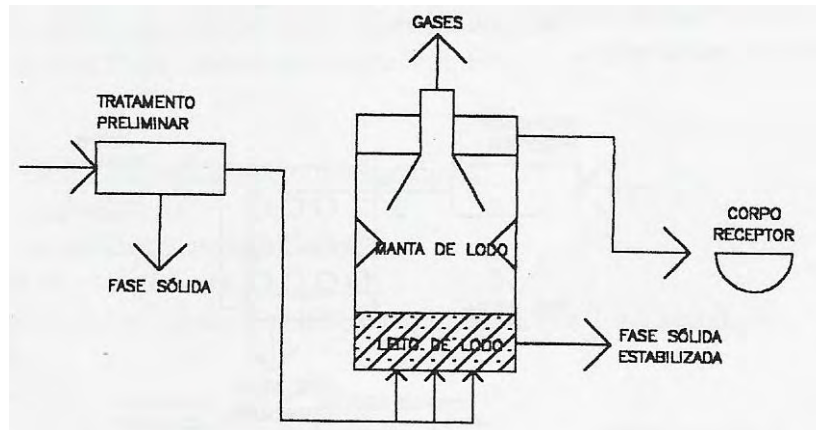 GASES
TRATAMENTO
PRELIMINAR
MANTA DE LODO
CORPO
RECEPTOR
FASE SÓLIDA
LEITO DE LODO
FASE SÓLIDA
ESTABILIZADA